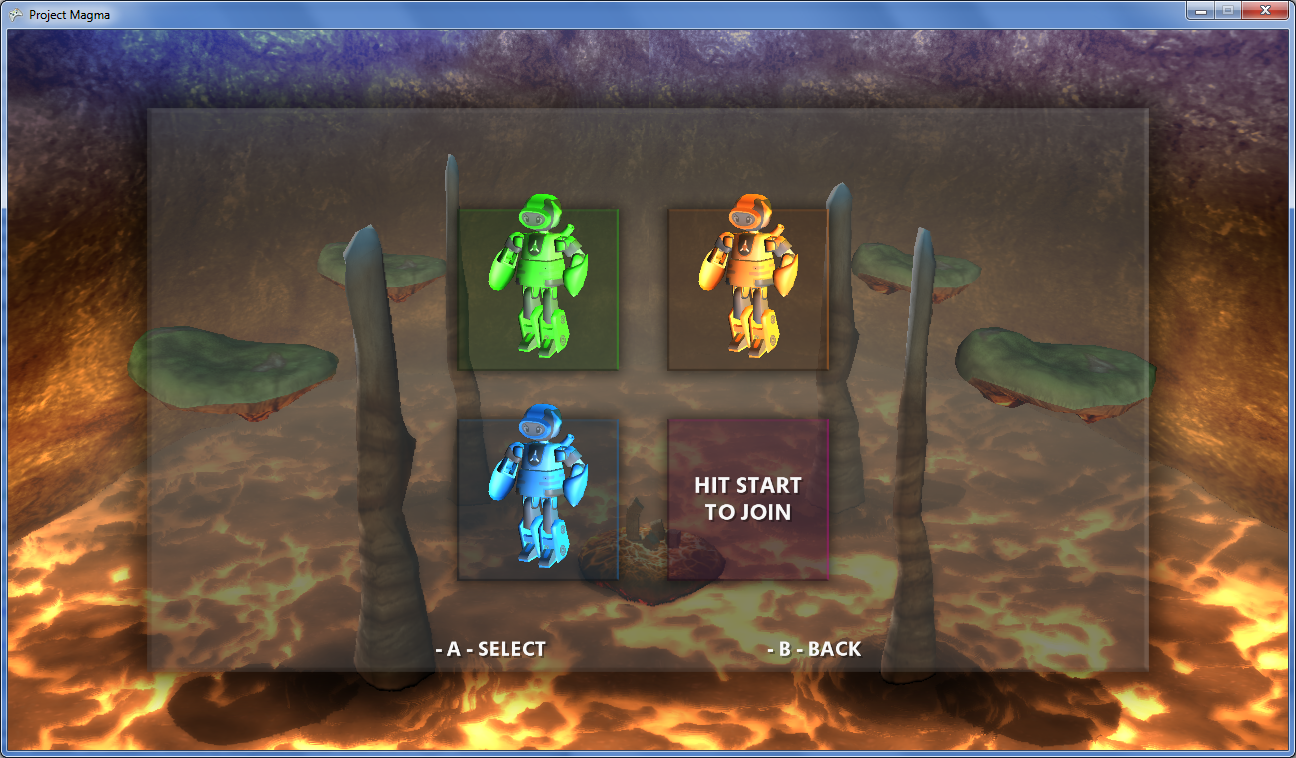 Project Magma
HIT START
TO JOIN
- A - SELECT
- B - BACK